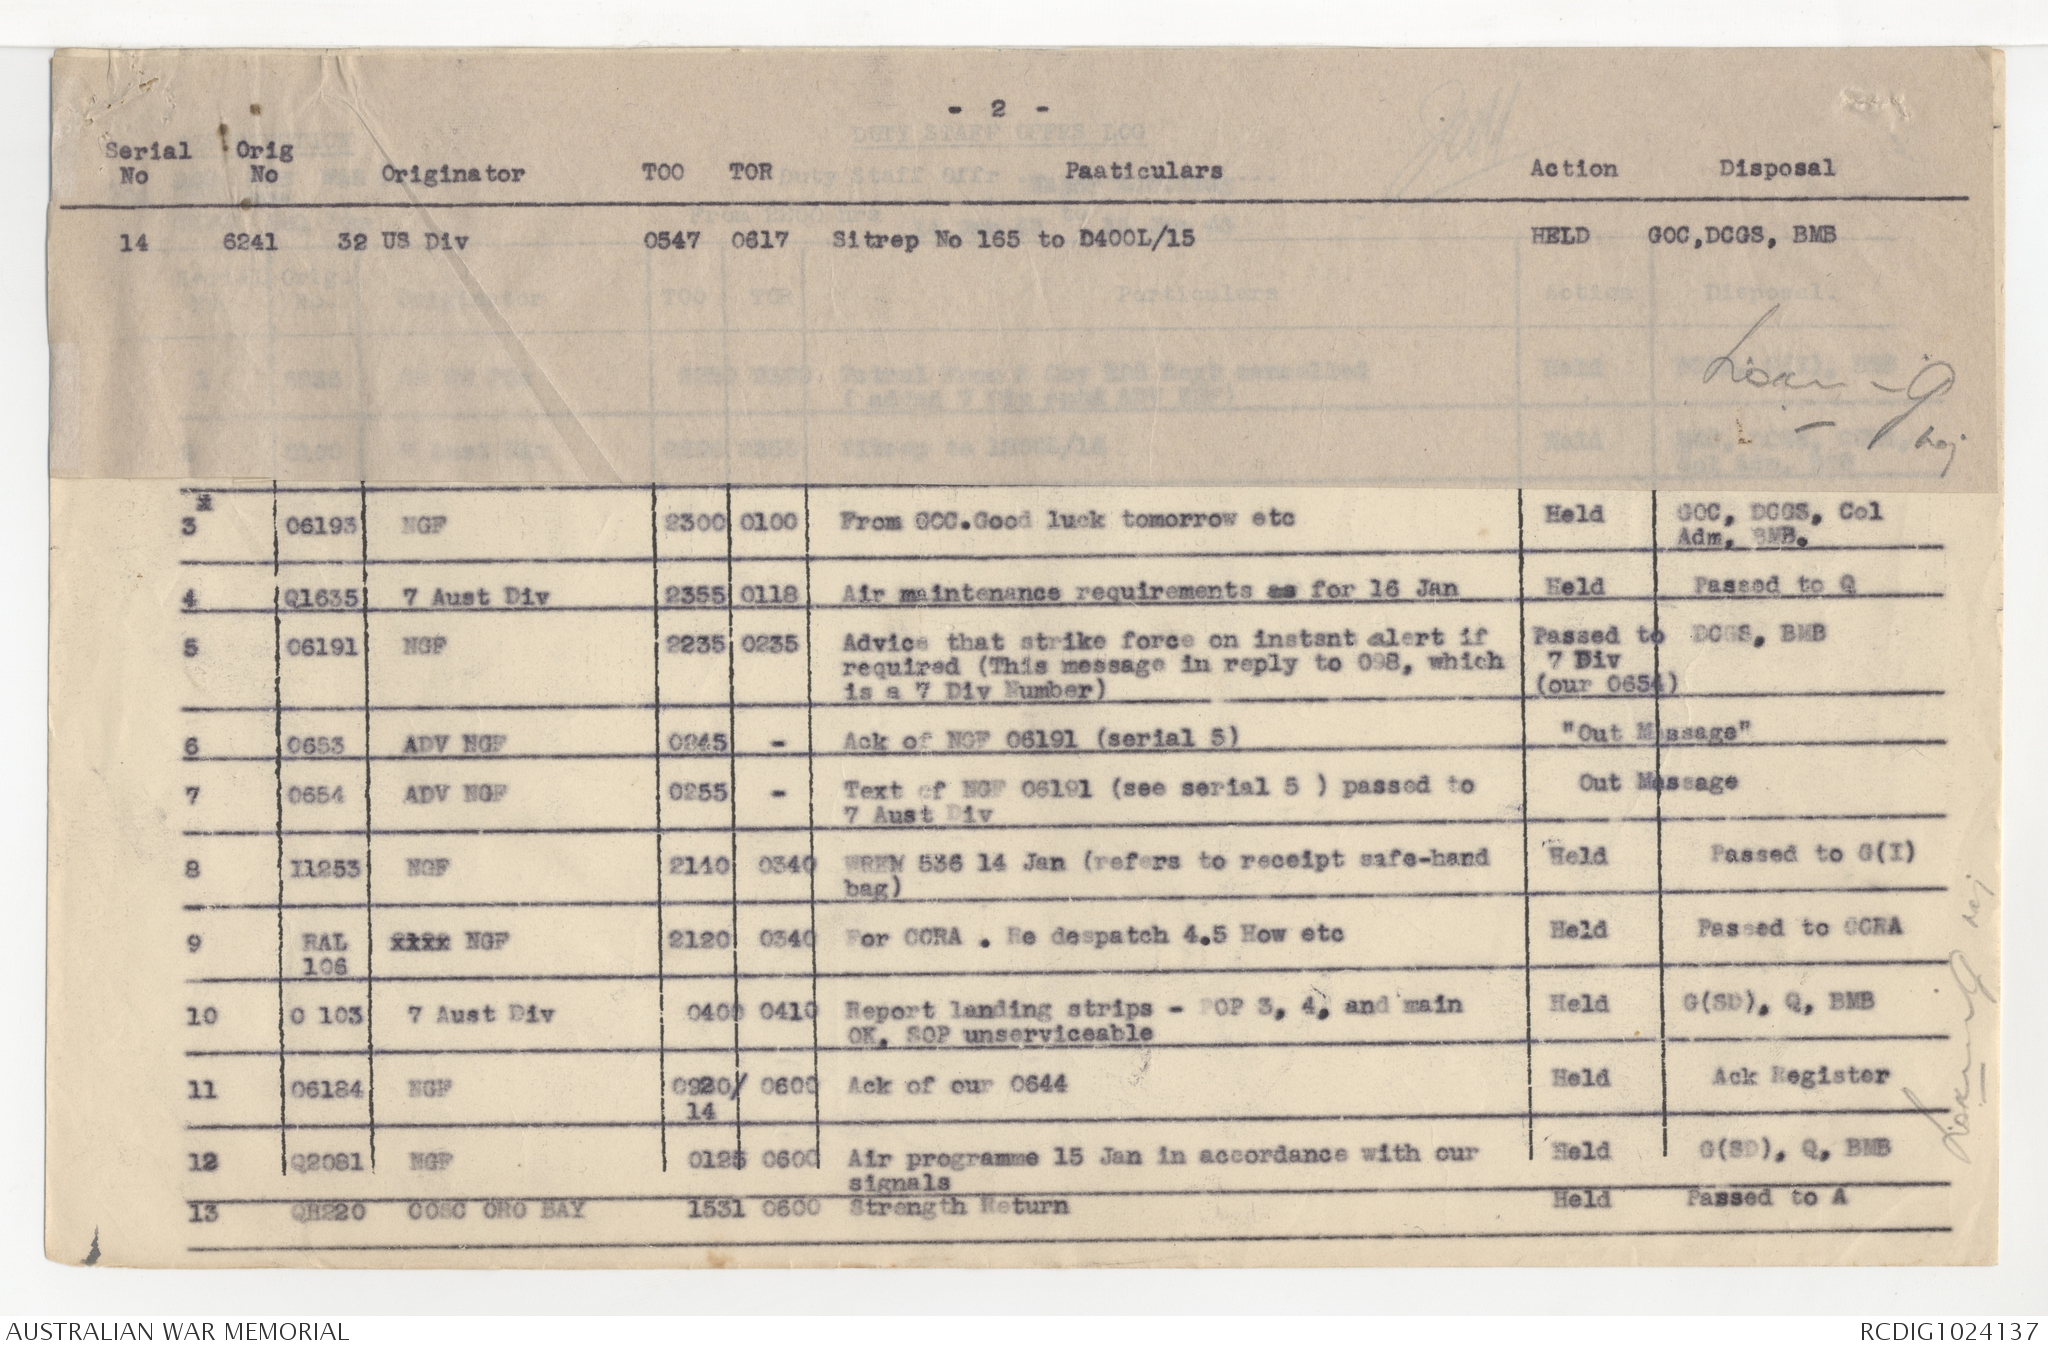 - 2 -
Serial No Orig No Originator TOO TOR Paaticulars Action Disposal
14 6241 32 US Div 0547 0617 Sitrep No 165 to D400L/15 HELD GOC,DCGS, BMB
3 06193 NGF 2300 0100 From GOC.Good luck tomorrow etc Held GOC, DCGS, Col
Adm, BMB.
4 Q1635 7 Aust Div 2355 0118 Air maintenance requirements as for 16 Jan Held Passed to Q
5 06191 NGF 2235 0235 Advice that strike force on instant alert if Passed to DCGS, BMB
required (This message in reply to 098, which 7 Div
is a 7 Div Number) (our 0654)
6 0653 ADV NGF 0245 - Ack of NGF 06191 (serial 5) "Out Message"
7 0654 ADV NGF 0255 - Text of NGF 06191 (see serial 5 ) passed to Out Message
7 Aust Div
8 I1253 NGF 2140 0340 WREM 536 14 Jan (refers to receipt safe-hand Held Passed to G(I)
bag)
9 RAL xxxx NGF 2120 0340 For CCRA . Re despatch 4.5 How etc Held Passed to CCRA
106
10 O 103 7 Aust Div 0400 0410 Report landing strips - POP 3, 4, and main Held G(SD), Q, BMB
OK, SOP unserviceable
11 06184 NGF 0920/ 0600 Ack of our 0644 Held Ack Register
14
12 Q2081 NGF 0125 0600 Air programme 15 Jan in accordance with our Held G(SD), Q, BMB
signals
13 QH220 COSC ORO BAY 1531 0600 Strength Return Held Passed to A
AUSTRALIAN WAR MEMORIAL RCDIG1024137